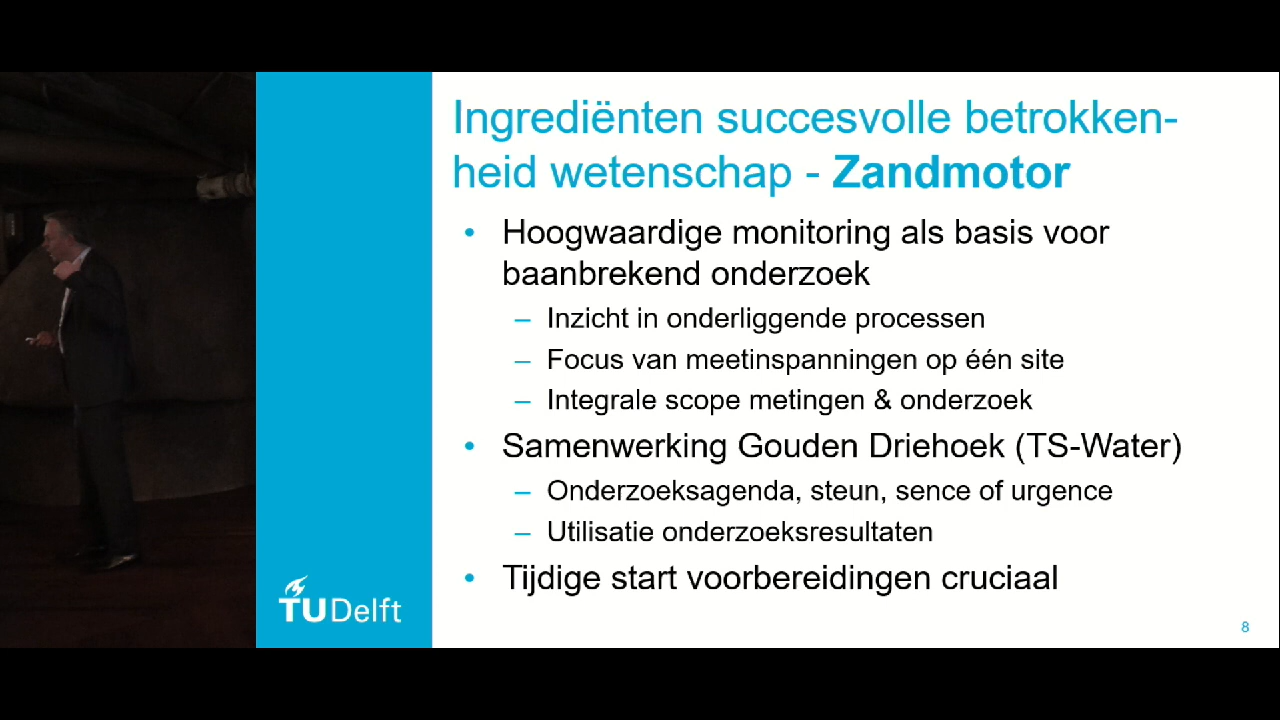 Ingrediënten succesvolle betrokken-
heid wetenschap - Zandmotor
• Hoogwaardige monitoring als basis voor
baanbrekend onderzoek
– Inzicht in onderliggende processen
– Focus van meetinspanningen op één site
– Integrale scope metingen & onderzoek
• Samenwerking Gouden Driehoek (TS-Water)
– Onderzoeksagenda, steun, sence of urgence
– Utilisatie onderzoeksresultaten
• Tijdige start voorbereidingen cruciaal
TU Delft
8